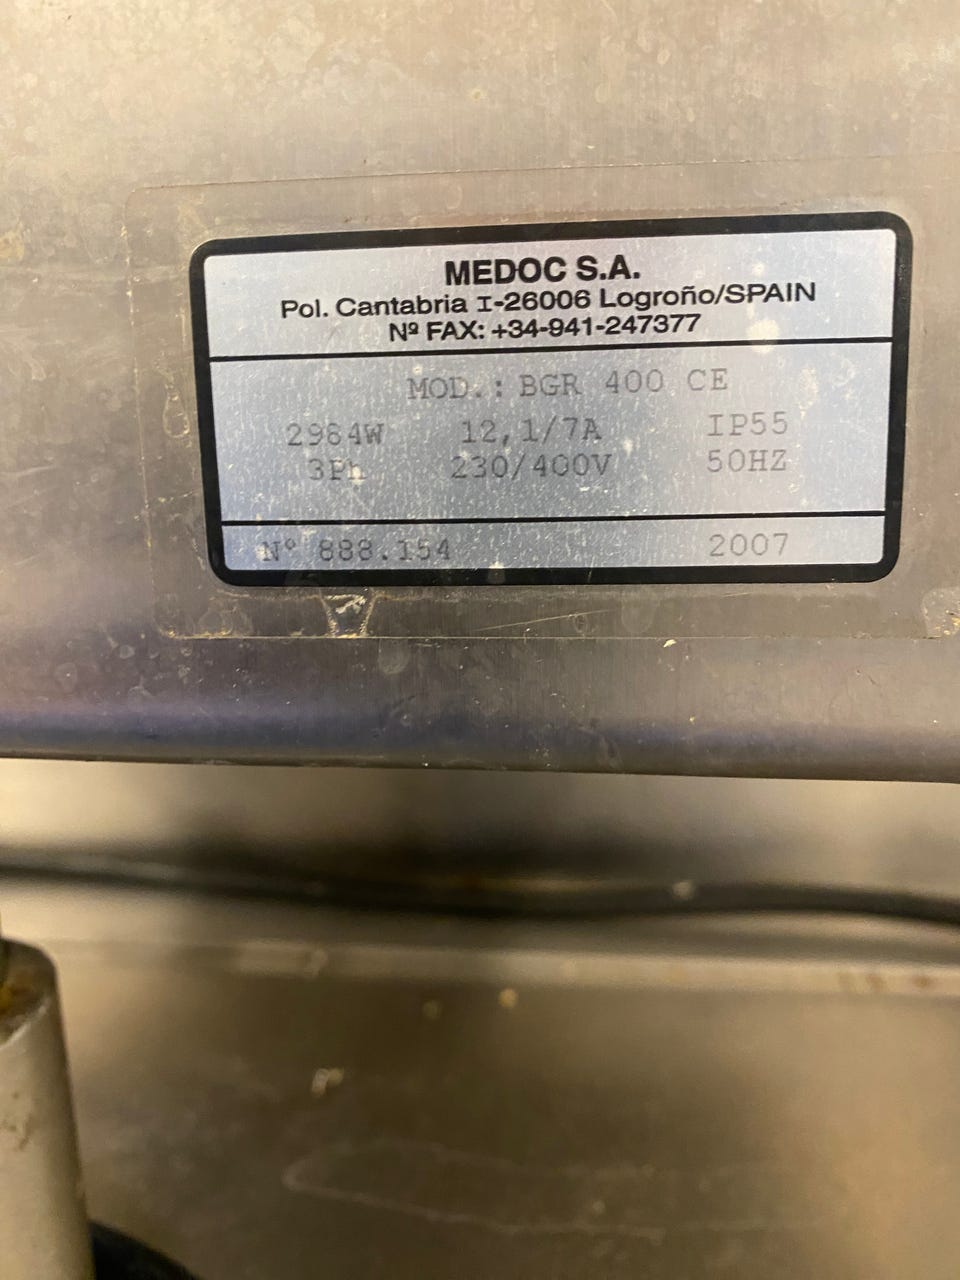 MEDOC S.A.
Pol. Cantabria I-26006 Logroño/SPAIN
Nº FAX: +34-941-247377
MOD.: BGR 400 CE
2984W 12,1/7A IP55
3Ph 230/400V 50HZ
N° 888.154 2007